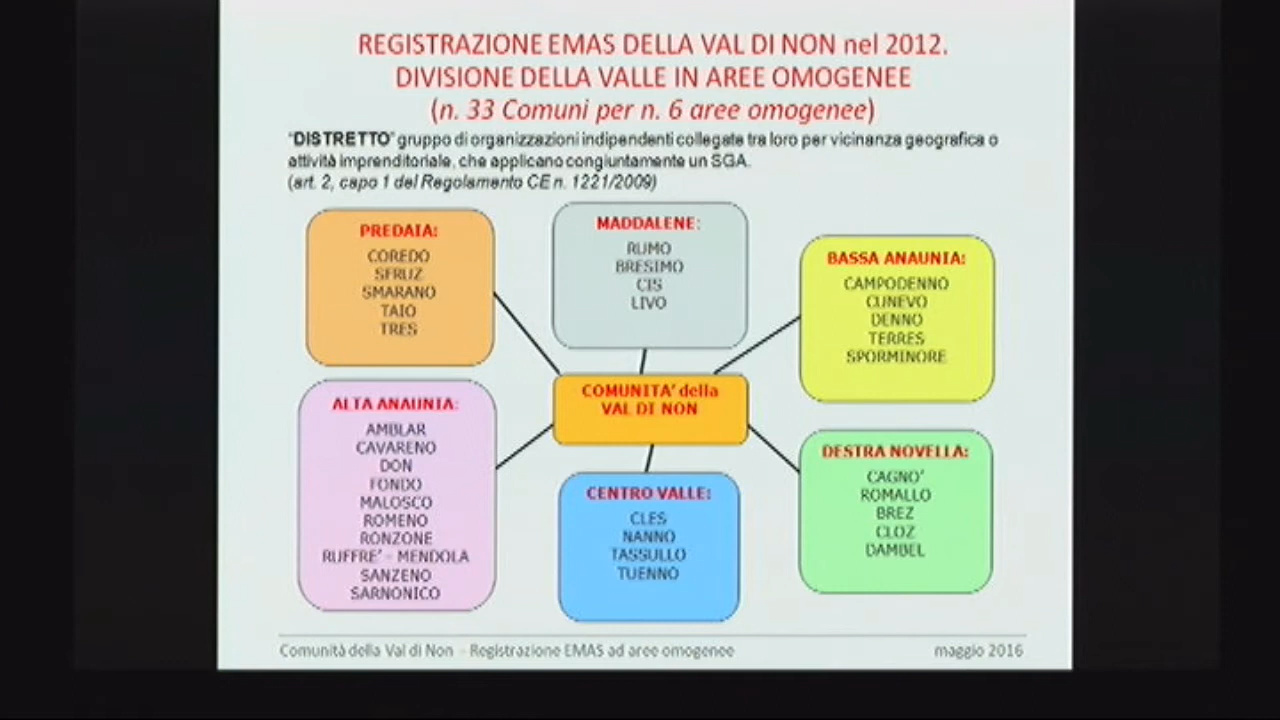 REGISTRAZIONE EMAS DELLA VAL DI NON nel 2012.
DIVISIONE DELLA VALLE IN AREE OMOGENEE
(n. 33 Comuni per n. 6 aree omogenee)
"DISTRETTO" gruppo di organizzazioni indipendenti collegate tra loro per vicinanza geografica o
attività imprenditoriale, che applicano congiuntamente un SGA.
(art. 2, capo 1 del Regolamento CE n. 1221/2009)
PREDAIA:
COREDO
SFRUZ
SMARANO
TAIO
TRES
MADDALENE:
RUMO
BRESIMO
CIS
LIVO
BASSA ANAUNIA:
CAMPODENNO
CUNEVO
DENNO
TERRES
SPORMINORE
COMUNITA' della
VAL DI NON
ALTA ANAUNIA:
AMBLAR
CAVARENO
DON
FONDO
MALOSCO
ROMENO
RONZONE
RUFFRE' - MENDOLA
SANZENO
SARNONICO
CENTRO VALLE:
CLES
NANNO
TASSULLO
TUENNO
DESTRA NOVELLA:
CAGNO'
ROMALLO
BREZ
CLOZ
DAMBEL
Comunità della Val di Non - Registrazione EMAS ad aree omogenee
maggio 2016